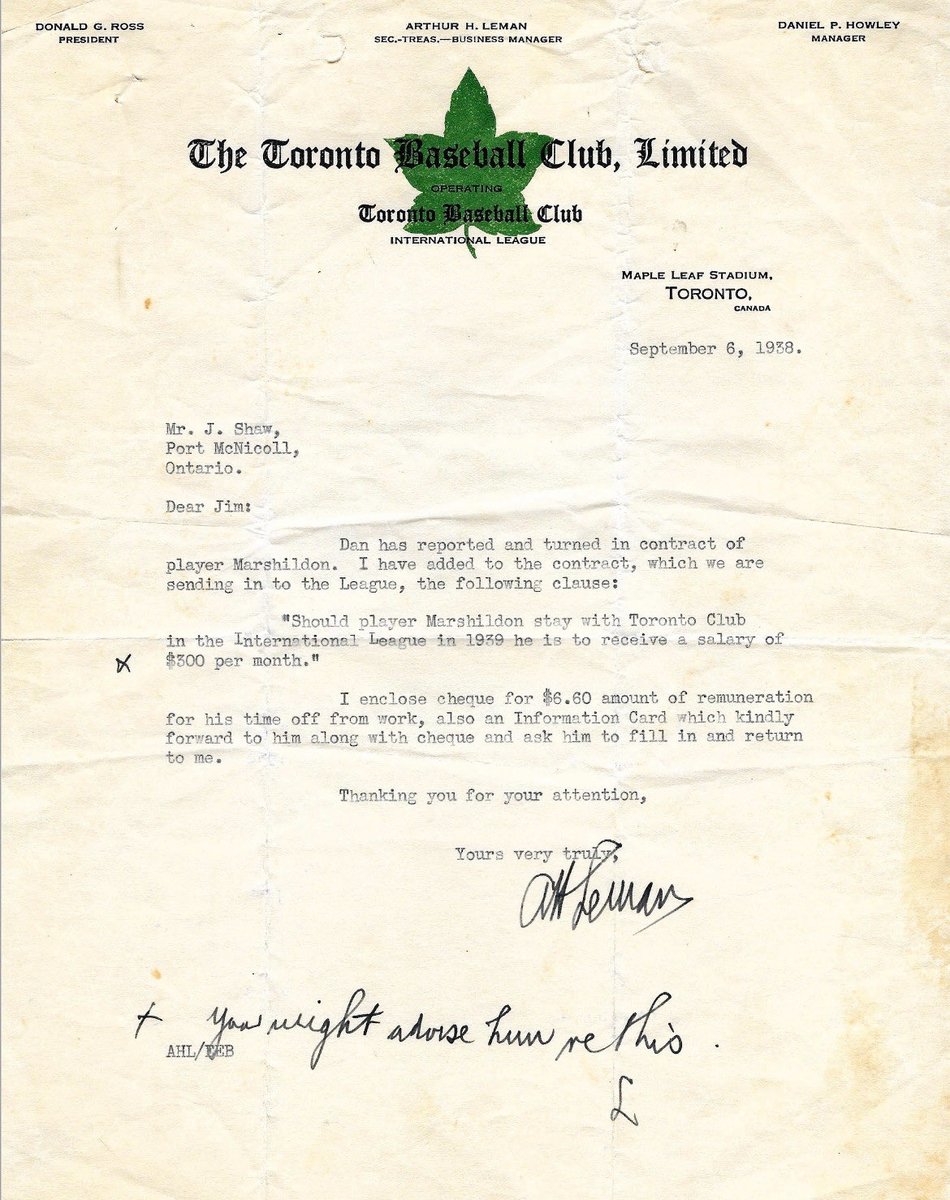 DONALD G. ROSS
PRESIDENT
ARTHUR H. LEMAN
SEC.-TREAS.—BUSINESS MANAGER
DANIEL P. HOWLEY
MANAGER
The Toronto Baseball Club, Limited
OPERATING
Toronto Baseball Club
INTERNATIONAL LEAGUE
MAPLE LEAF STADIUM,
TORONTO,
CANADA
September 6, 1938.
Mr. J. Shaw,
Port McNicoll,
Ontario.
Dear Jim:
Dan has reported and turned in contract of
player Marshildon. I have added to the contract, which we are
sending in to the League, the following clause:
"Should player Marshildon stay with Toronto Club
in the International League in 1939 he is to receive a salary of
x $300 per month."
I enclose cheque for $6.60 amount of remuneration
for his time off from work, also an Information Card which kindly
forward to him along with cheque and ask him to fill in and return
to me.
Thanking you for your attention,
Yours very truly,
AH Leman
x You might advise him re this.
AHL/EEB
L